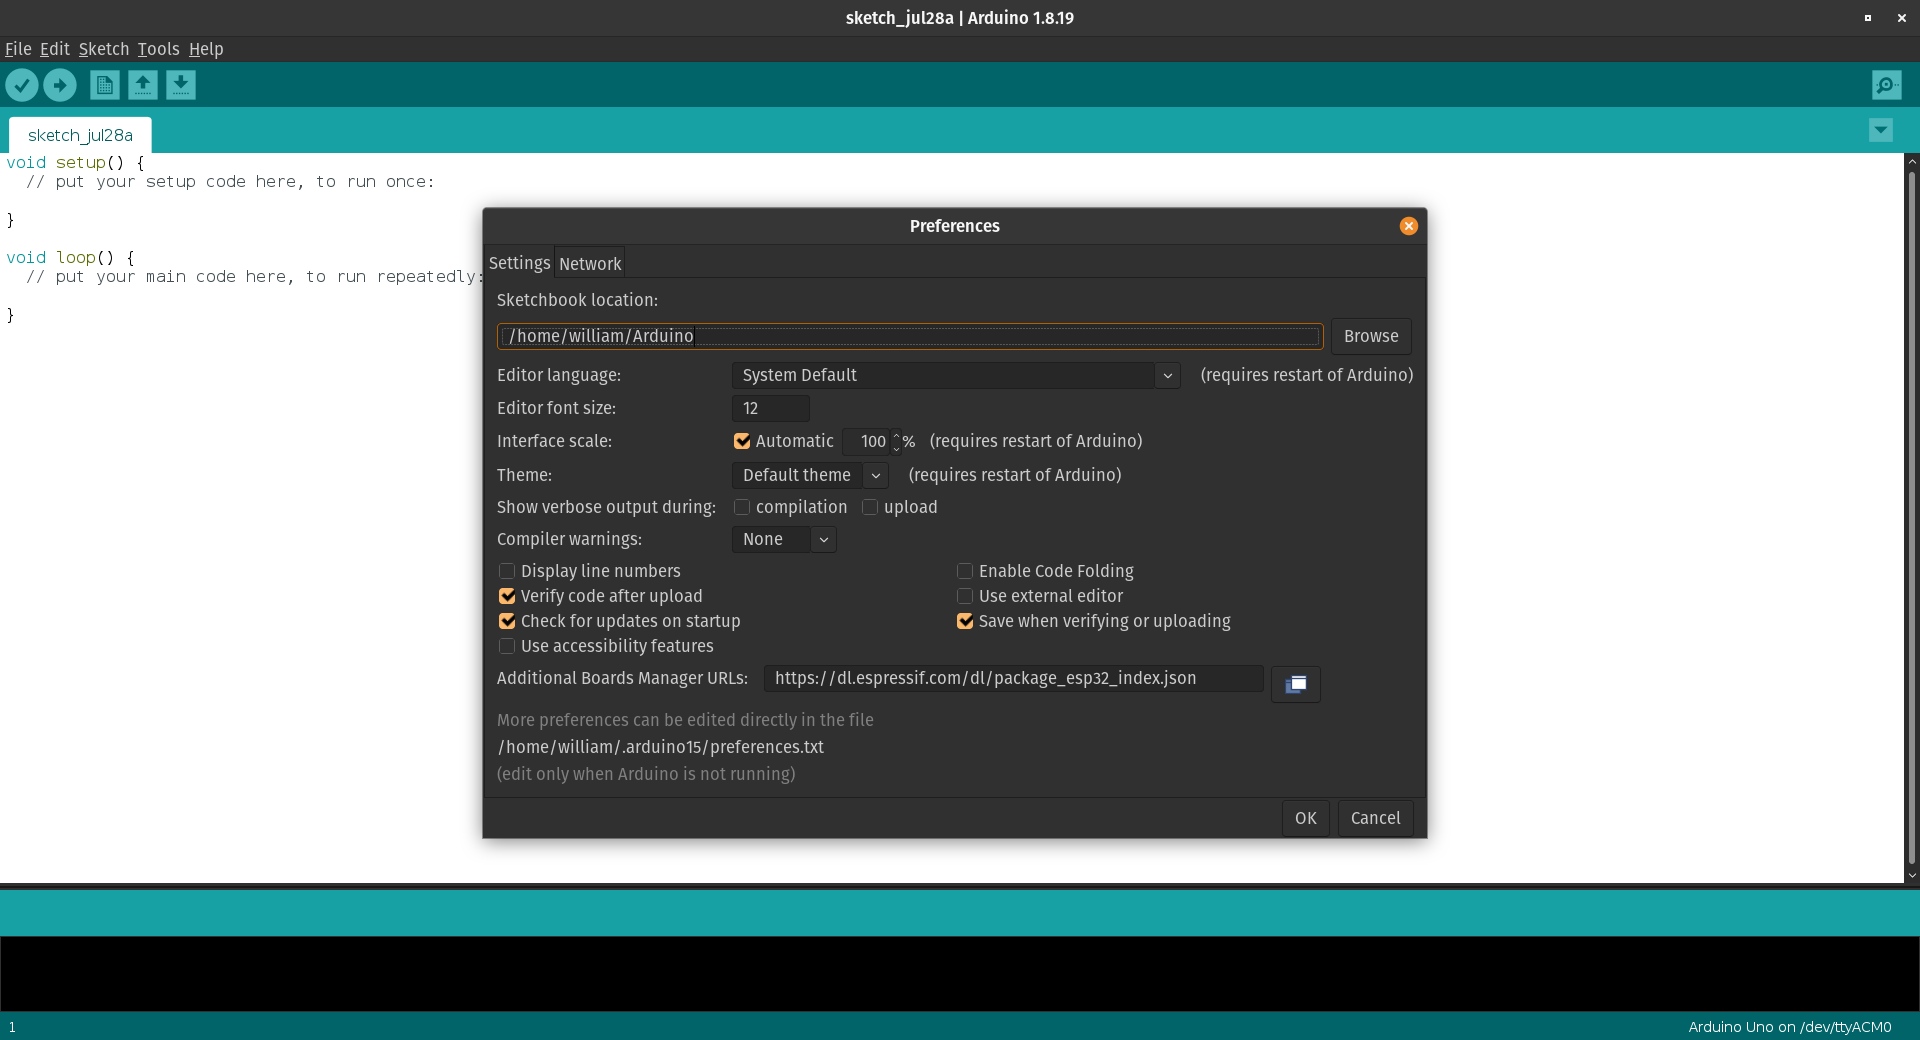 sketch_jul28a | Arduino 1.8.19
File Edit Sketch Tools Help
sketch_jul28a
void setup() {
// put your setup code here, to run once:
}
void loop() {
// put your main code here, to run repeatedly:
}
Preferences
Settings Network
Sketchbook location:
/home/william/Arduino Browse
Editor language: System Default (requires restart of Arduino)
Editor font size: 12
Interface scale: Automatic 100 % (requires restart of Arduino)
Theme: Default theme (requires restart of Arduino)
Show verbose output during: compilation upload
Compiler warnings: None
Display line numbers Enable Code Folding
Verify code after upload Use external editor
Check for updates on startup Save when verifying or uploading
Use accessibility features
Additional Boards Manager URLs: https://dl.espressif.com/dl/package_esp32_index.json
More preferences can be edited directly in the file
/home/william/.arduino15/preferences.txt
(edit only when Arduino is not running)
OK Cancel
1 Arduino Uno on /dev/ttyACM0